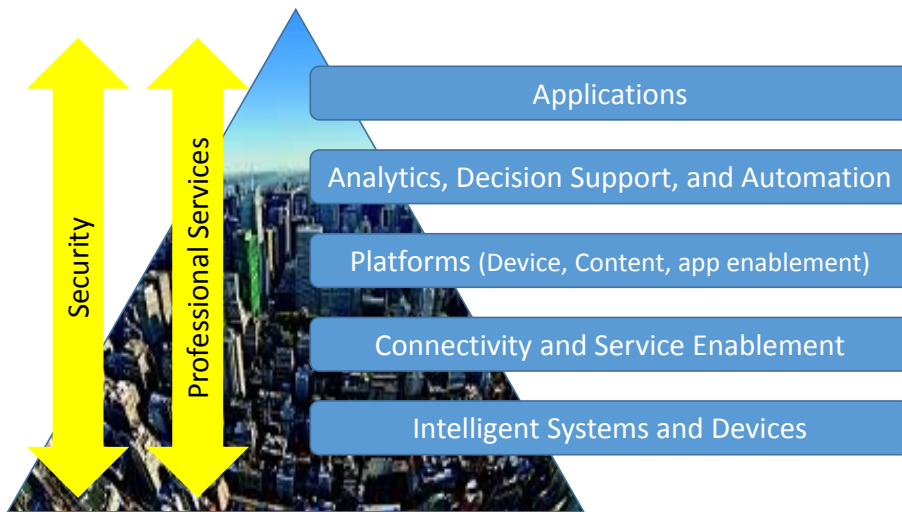 Security
Professional Services
Applications
Analytics, Decision Support, and Automation
Platforms (Device, Content, app enablement)
Connectivity and Service Enablement
Intelligent Systems and Devices